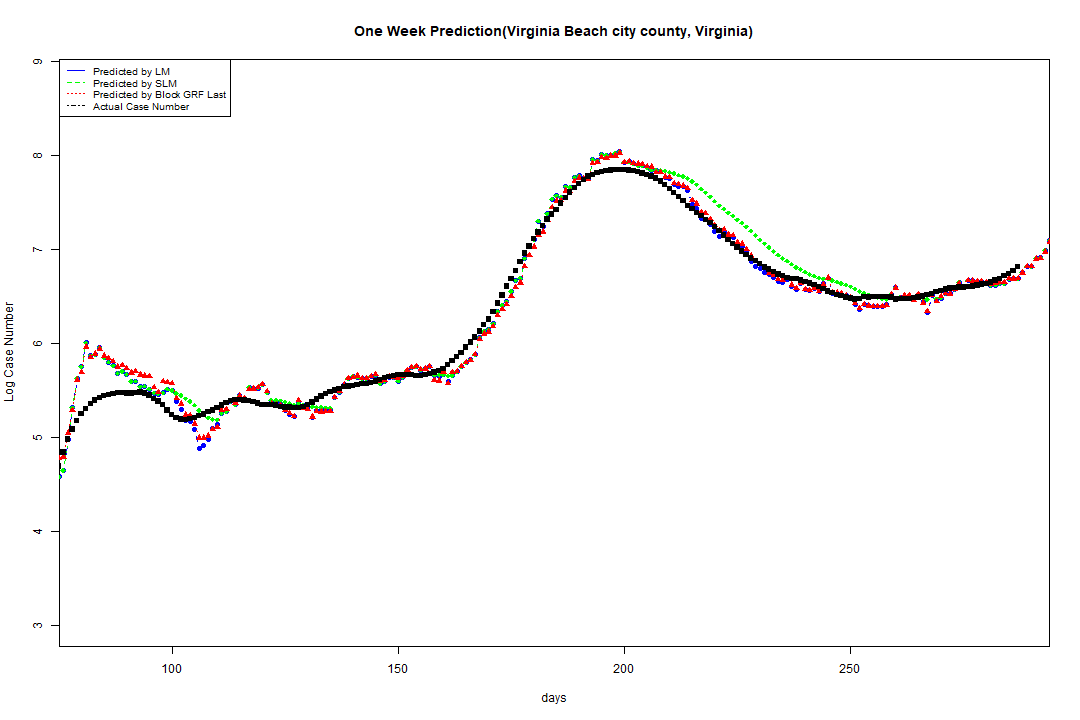 One Week Prediction(Virginia Beach city county, Virginia)
Predicted by LM
Predicted by SLM
Predicted by Block GRF Last
Actual Case Number
9
8
7
6
5
4
3
Log Case Number
100 150 200 250
days